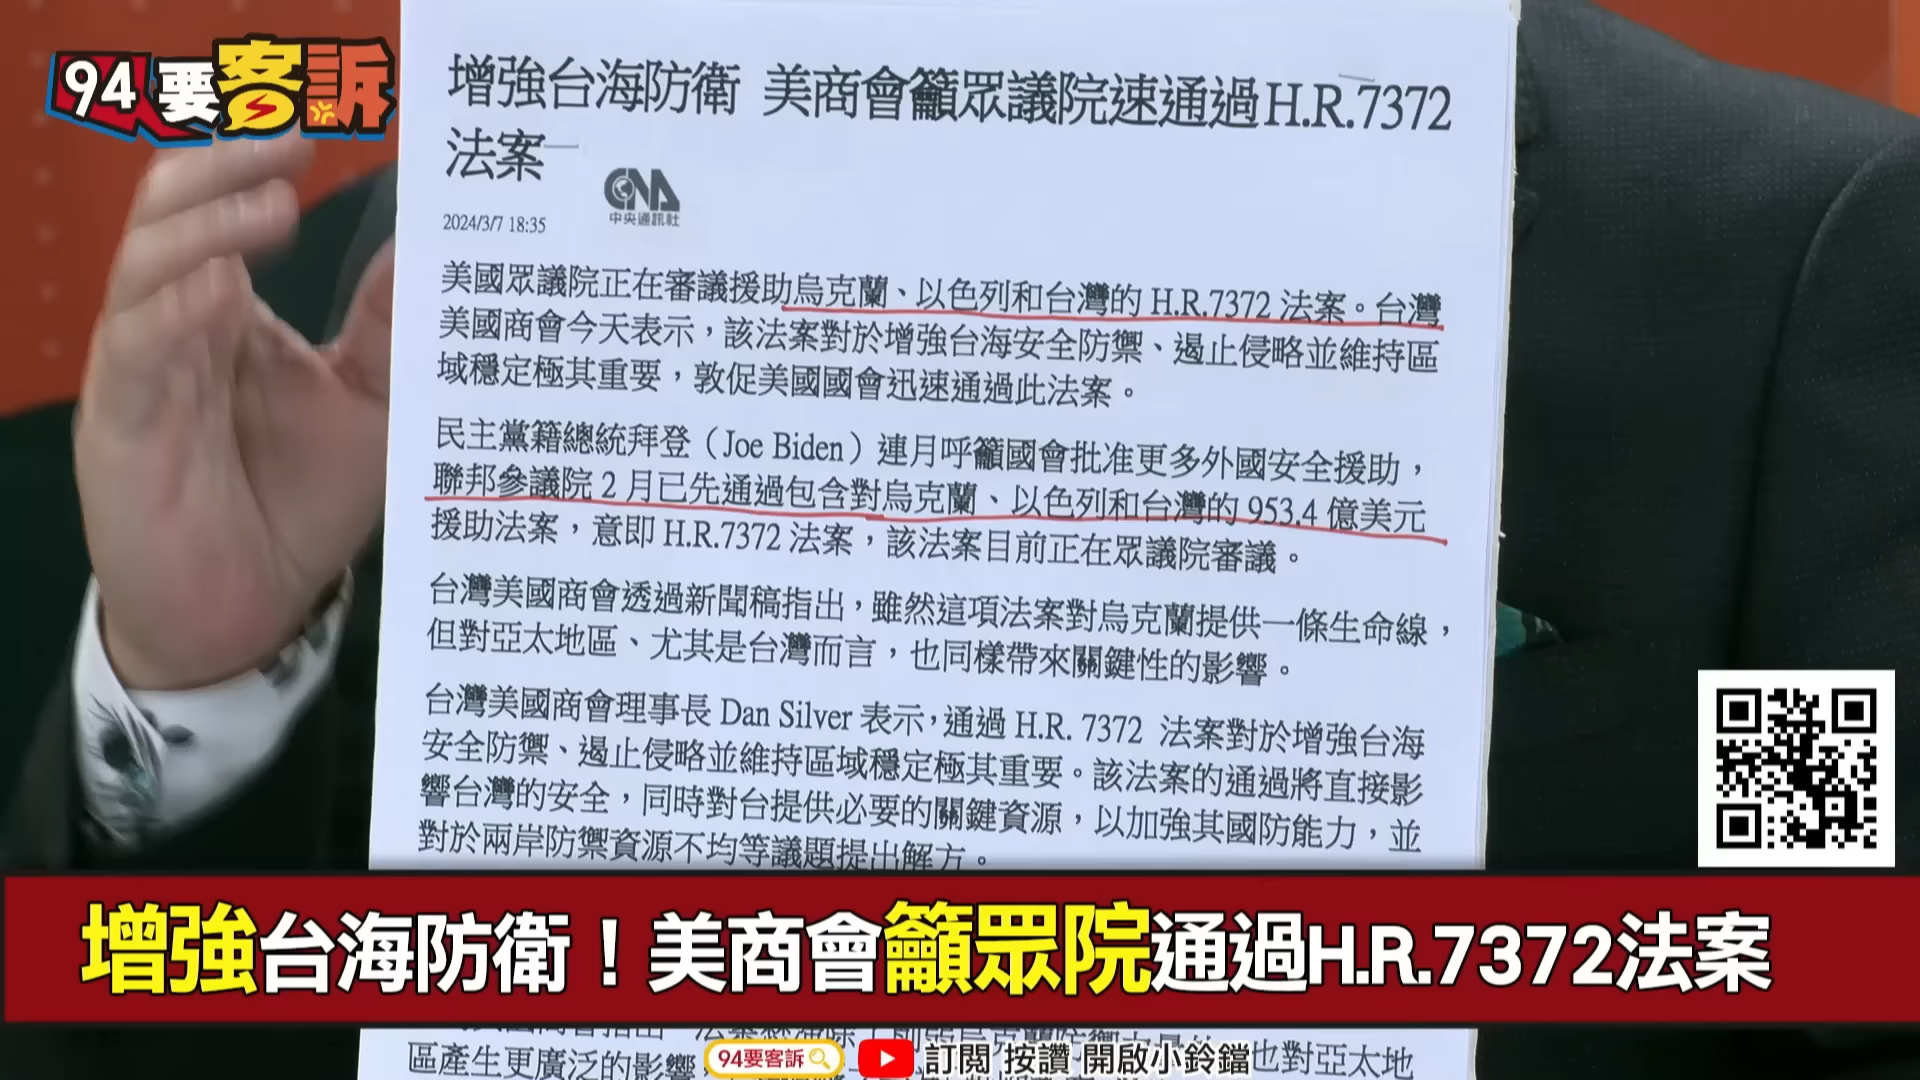 94要客訴
增強台海防衛 美商會籲眾議院速通過H.R.7372
法案
CNA
中央通訊社
2024/3/7 18:35
美國眾議院正在審議援助烏克蘭、以色列和台灣的 H.R.7372 法案。台灣
美國商會今天表示，該法案對於增強台海安全防禦、遏止侵略並維持區
域穩定極其重要，敦促美國國會迅速通過此法案。
民主黨籍總統拜登（Joe Biden）連月呼籲國會批准更多外國安全援助，
聯邦參議院 2 月已先通過包含對烏克蘭、以色列和台灣的 953.4 億美元
援助法案，意即 H.R.7372 法案，該法案目前正在眾議院審議。
台灣美國商會透過新聞稿指出，雖然這項法案對烏克蘭提供一條生命線，
但對亞太地區、尤其是台灣而言，也同樣帶來關鍵性的影響。
台灣美國商會理事長 Dan Silver 表示，通過 H.R. 7372 法案對於增強台海
安全防禦、遏止侵略並維持區域穩定極其重要。該法案的通過將直接影
響台灣的安全，同時對台提供必要的關鍵資源，以加強其國防能力，並
對於兩岸防禦資源不均等議題提出解方。
增強台海防衛！美商會籲眾院通過H.R.7372法案
區產生更廣泛的影響，
也對亞太地
94要客訴
訂閱 按讚 開啟小鈴鐺